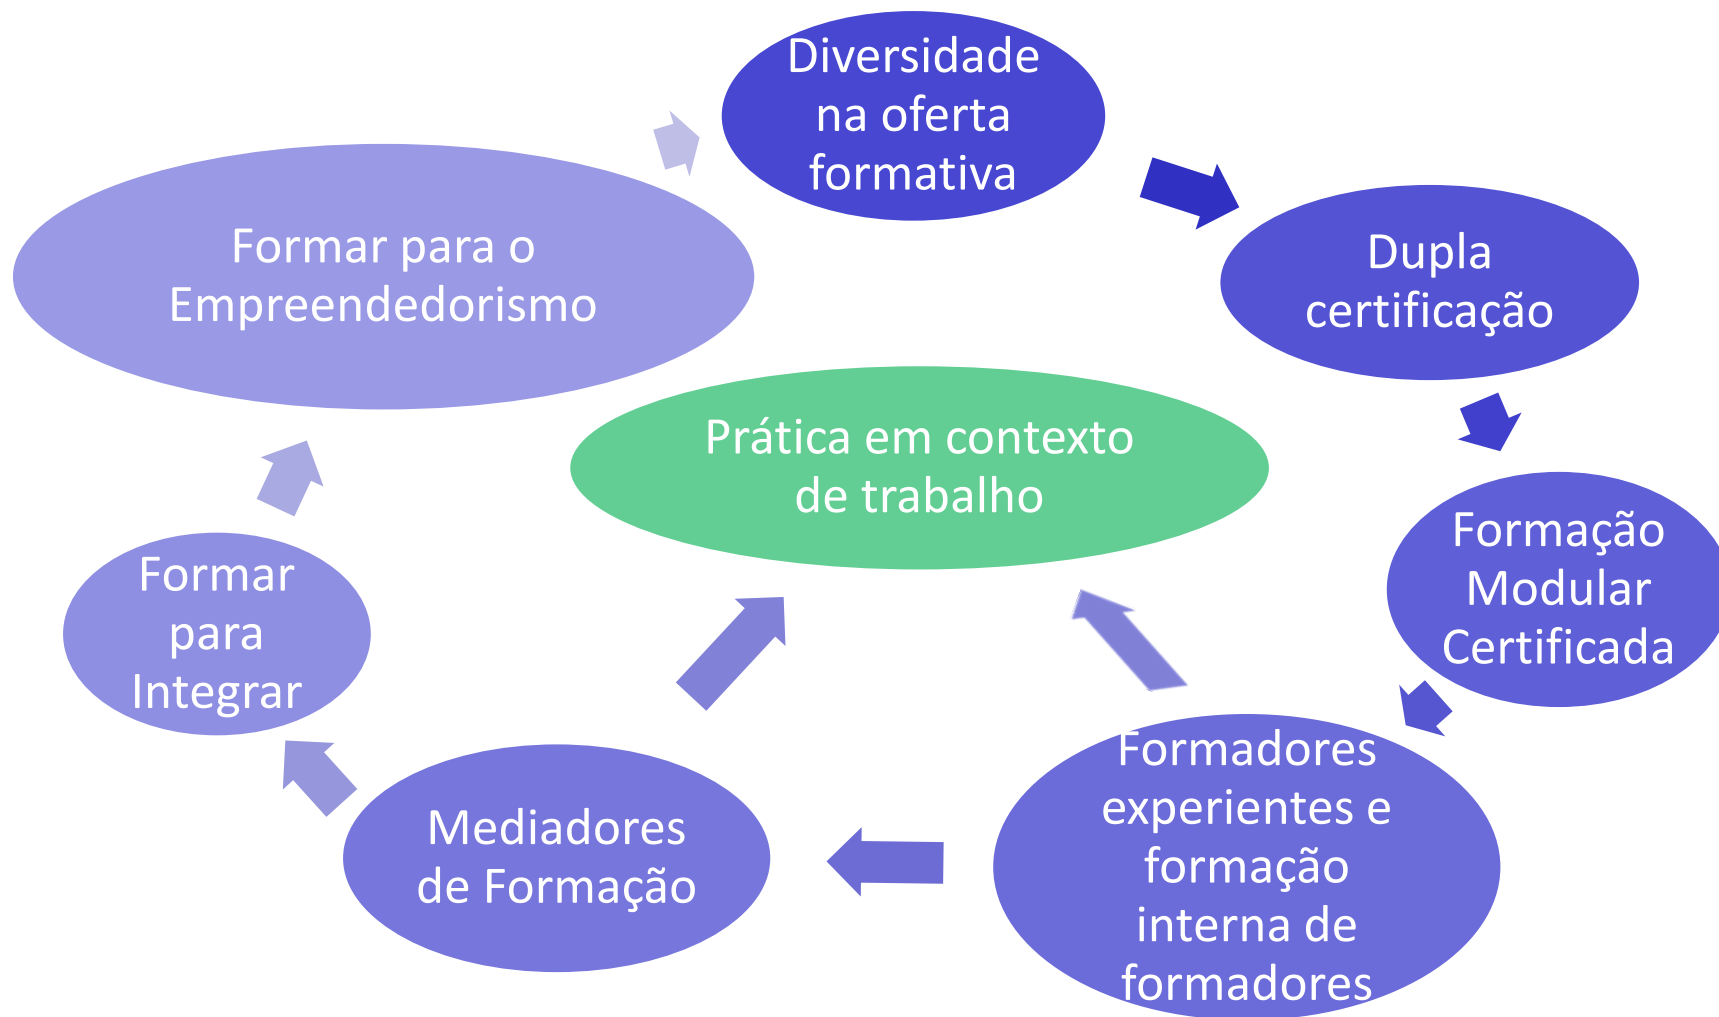 Diversidade
na oferta
formativa
Dupla
certificação
Formação
Modular
Certificada
Formadores
experientes e
formação
interna de
formadores
Mediadores
de Formação
Formar
para
Integrar
Formar para o
Empreendedorismo
Prática em contexto
de trabalho